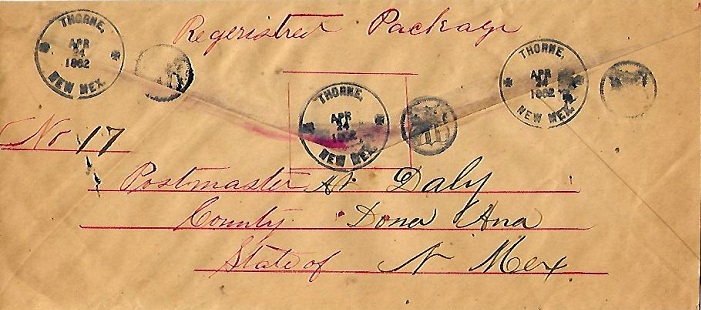 Regeristreet Package
THORNE,
APR
24
1882
NEW MEX.
THORNE,
APR
24
1882
NEW MEX.
THORNE,
APR
24
1882
NEW MEX.
No 17
Postmaster At Daly
County Dona Ana
State of N Mex